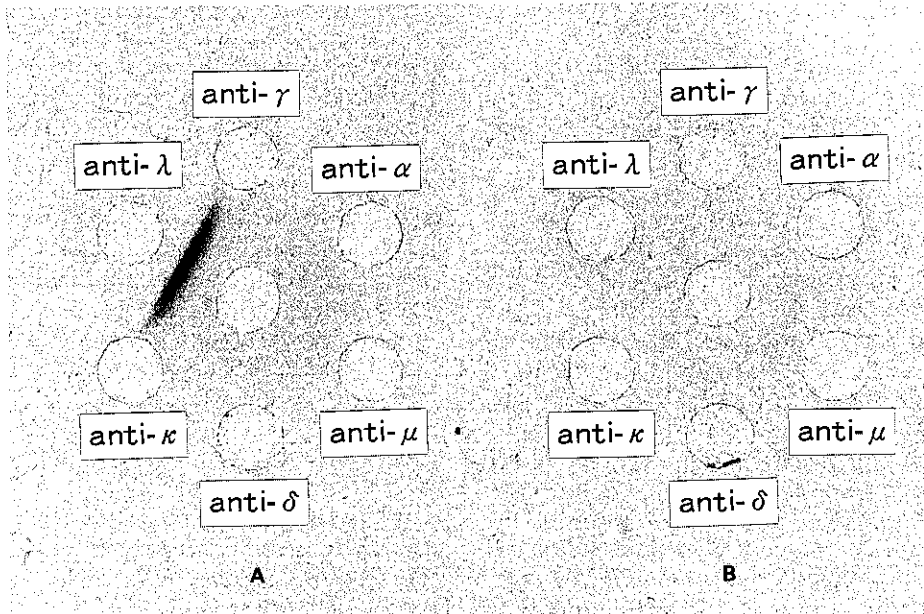 anti-γ
anti-λ
anti-α
anti-κ
anti-μ
anti-δ
A
anti-γ
anti-λ
anti-α
anti-κ
anti-μ
anti-δ
B